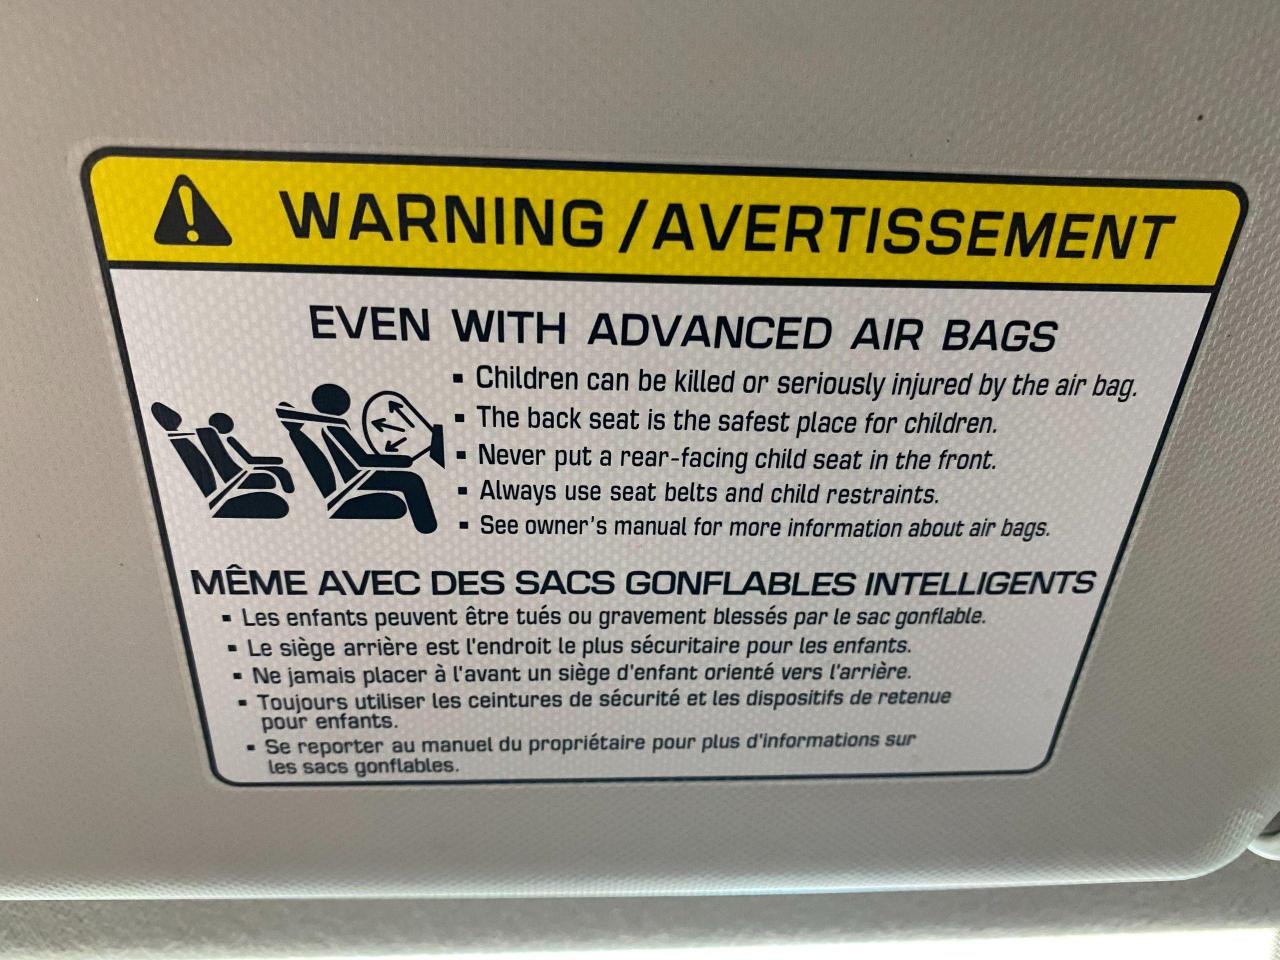 WARNING/AVERTISSEMENT
EVEN WITH ADVANCED AIR BAGS
▪ Children can be killed or seriously injured by the air bag.
▪ The back seat is the safest place for children.
▪ Never put a rear-facing child seat in the front.
▪ Always use seat belts and child restraints.
▪ See owner's manual for more information about air bags.
MÊME AVEC DES SACS GONFLABLES INTELLIGENTS
▪ Les enfants peuvent être tués ou gravement blessés par le sac gonflable.
▪ Le siège arrière est l'endroit le plus sécuritaire pour les enfants.
▪ Ne jamais placer à l'avant un siège d'enfant orienté vers l'arrière.
▪ Toujours utiliser les ceintures de sécurité et les dispositifs de retenue
pour enfants.
▪ Se reporter au manuel du propriétaire pour plus d'informations sur
les sacs gonflables.